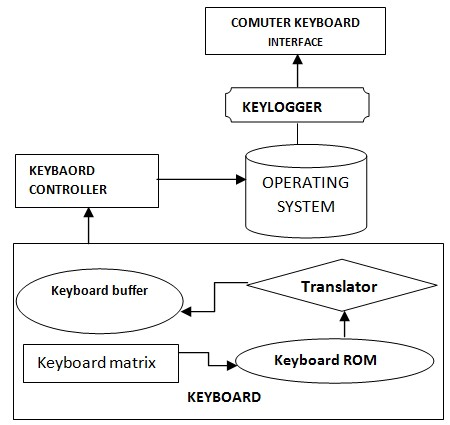 COMUTER KEYBOARD
INTERFACE
KEYLOGGER
KEYBAORD
CONTROLLER
OPERATING
SYSTEM
Keyboard buffer
Translator
Keyboard matrix
Keyboard ROM
KEYBOARD